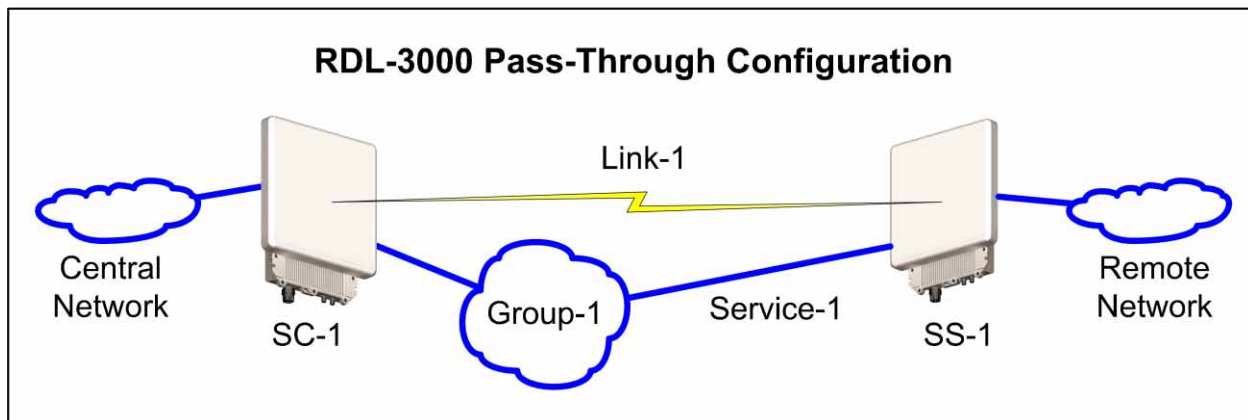 RDL-3000 Pass-Through Configuration
Link-1
Central
Network
SC-1
Group-1
Service-1
SS-1
Remote
Network